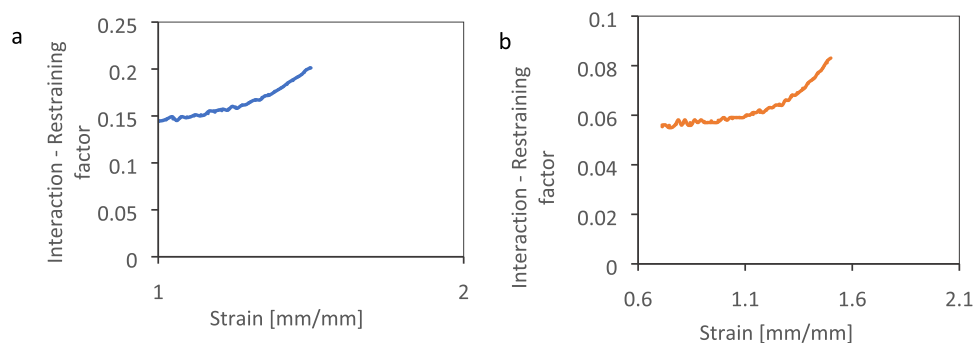 a
Interaction - Restraining
factor
0.25
0.2
0.15
0.1
0.05
0
1
2
Strain [mm/mm]
b
Interaction - Restraining
factor
0.1
0.08
0.06
0.04
0.02
0
0.6
1.1
1.6
2.1
Strain [mm/mm]